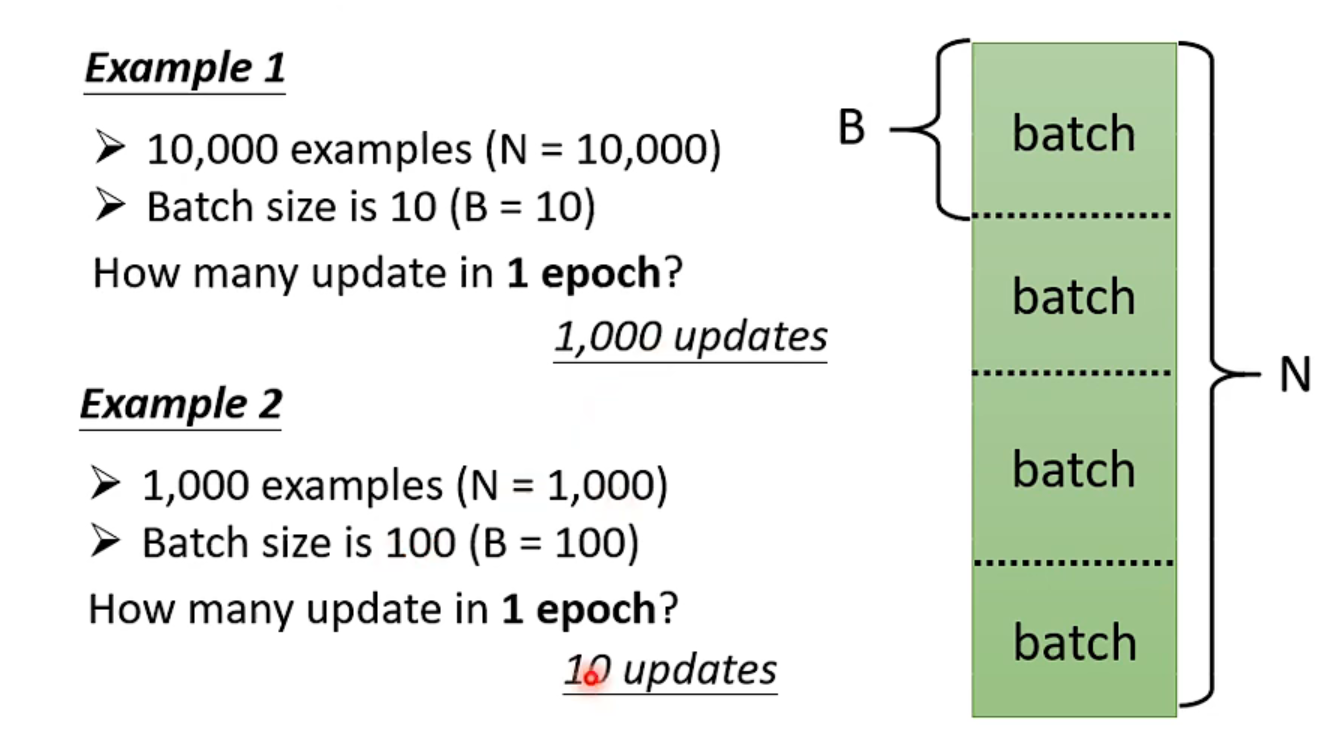 Example 1
10,000 examples (N = 10,000)
Batch size is 10 (B = 10)
How many update in 1 epoch?
1,000 updates
Example 2
1,000 examples (N = 1,000)
Batch size is 100 (B = 100)
How many update in 1 epoch?
10 updates
B
batch
batch
batch
batch
N